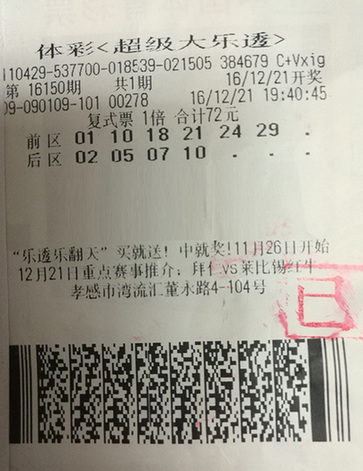 体彩<超级大乐透>
110429-537700-018539-021505 384679 C+Vxig
第 16150期 共1期 16/12/21开奖
09-090109-101 00278 16/12/21 19:40:45
复式票 1倍 合计72元
前区 01 10 18 21 24 29 .
后区 02 05 07 10 . . .
“乐透乐翻天”买就送！中就奖！11月26日开始
12月21日重点赛事推介：拜仁vs莱比锡红牛
孝感市湾流汇董永路4-104号